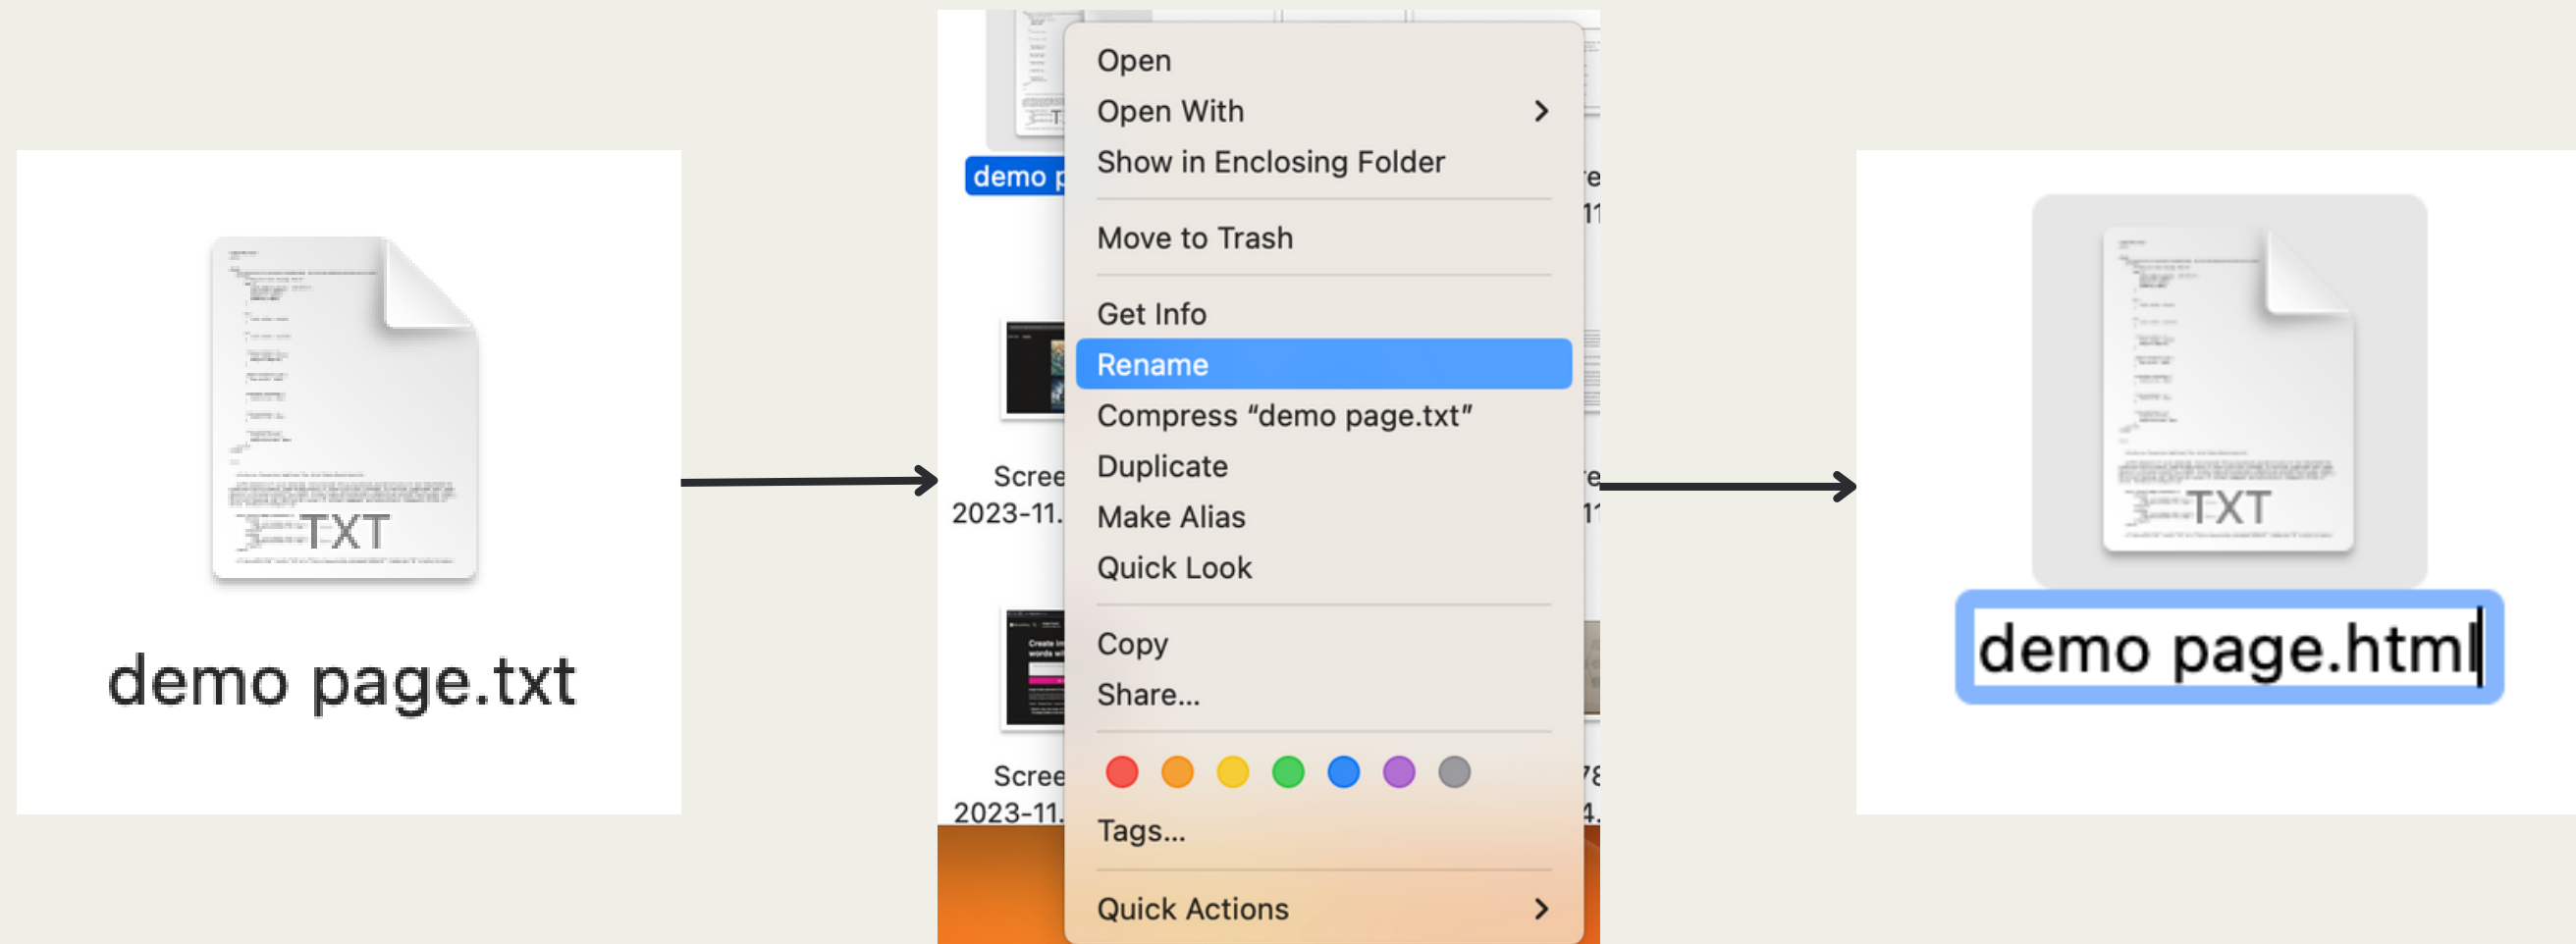 TXT
demo page.txt
demo p
Scree
2023-11.
Scree
2023-11.
Open
Open With
Show in Enclosing Folder
Move to Trash
Get Info
Rename
Compress “demo page.txt”
Duplicate
Make Alias
Quick Look
Copy
Share...
Tags...
Quick Actions
TXT
demo page.html